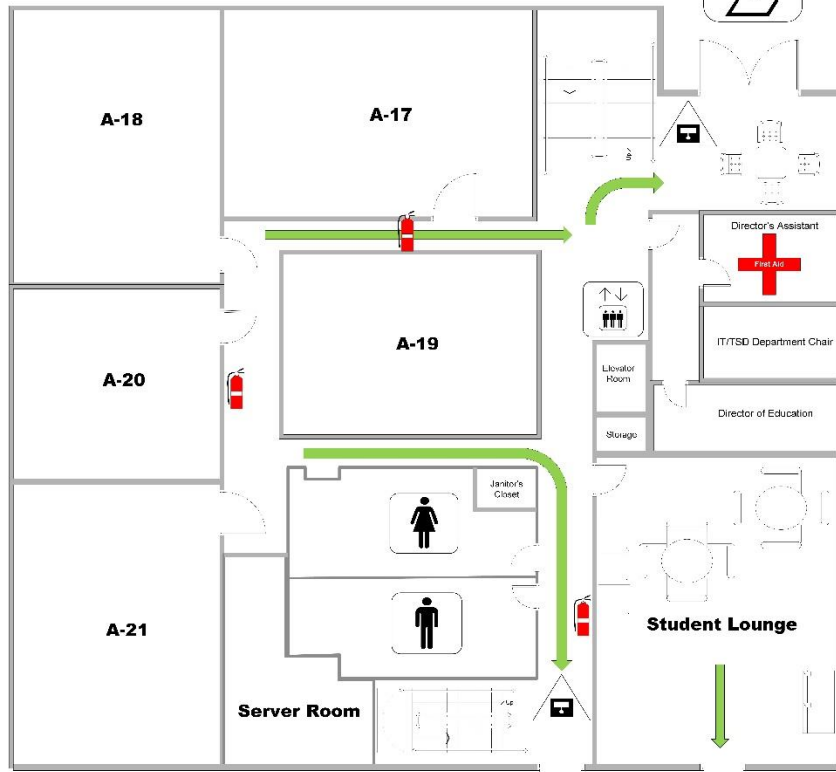 A-18
A-17
Director's Assistant
First Aid
IT/TSD Department Chair
A-19
Elevator
Room
A-20
Director of Education
Storage
Janitor's
Closet
A-21
Student Lounge
Server Room